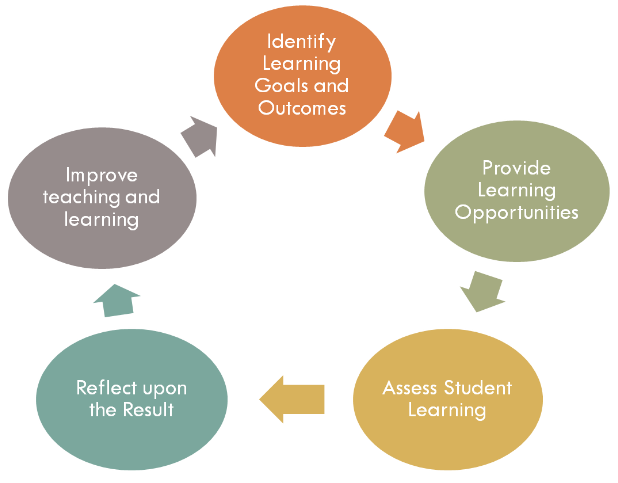 Identify
Learning
Goals and
Outcomes
Provide
Learning
Opportunities
Assess Student
Learning
Reflect upon
the Result
Improve
teaching and
learning